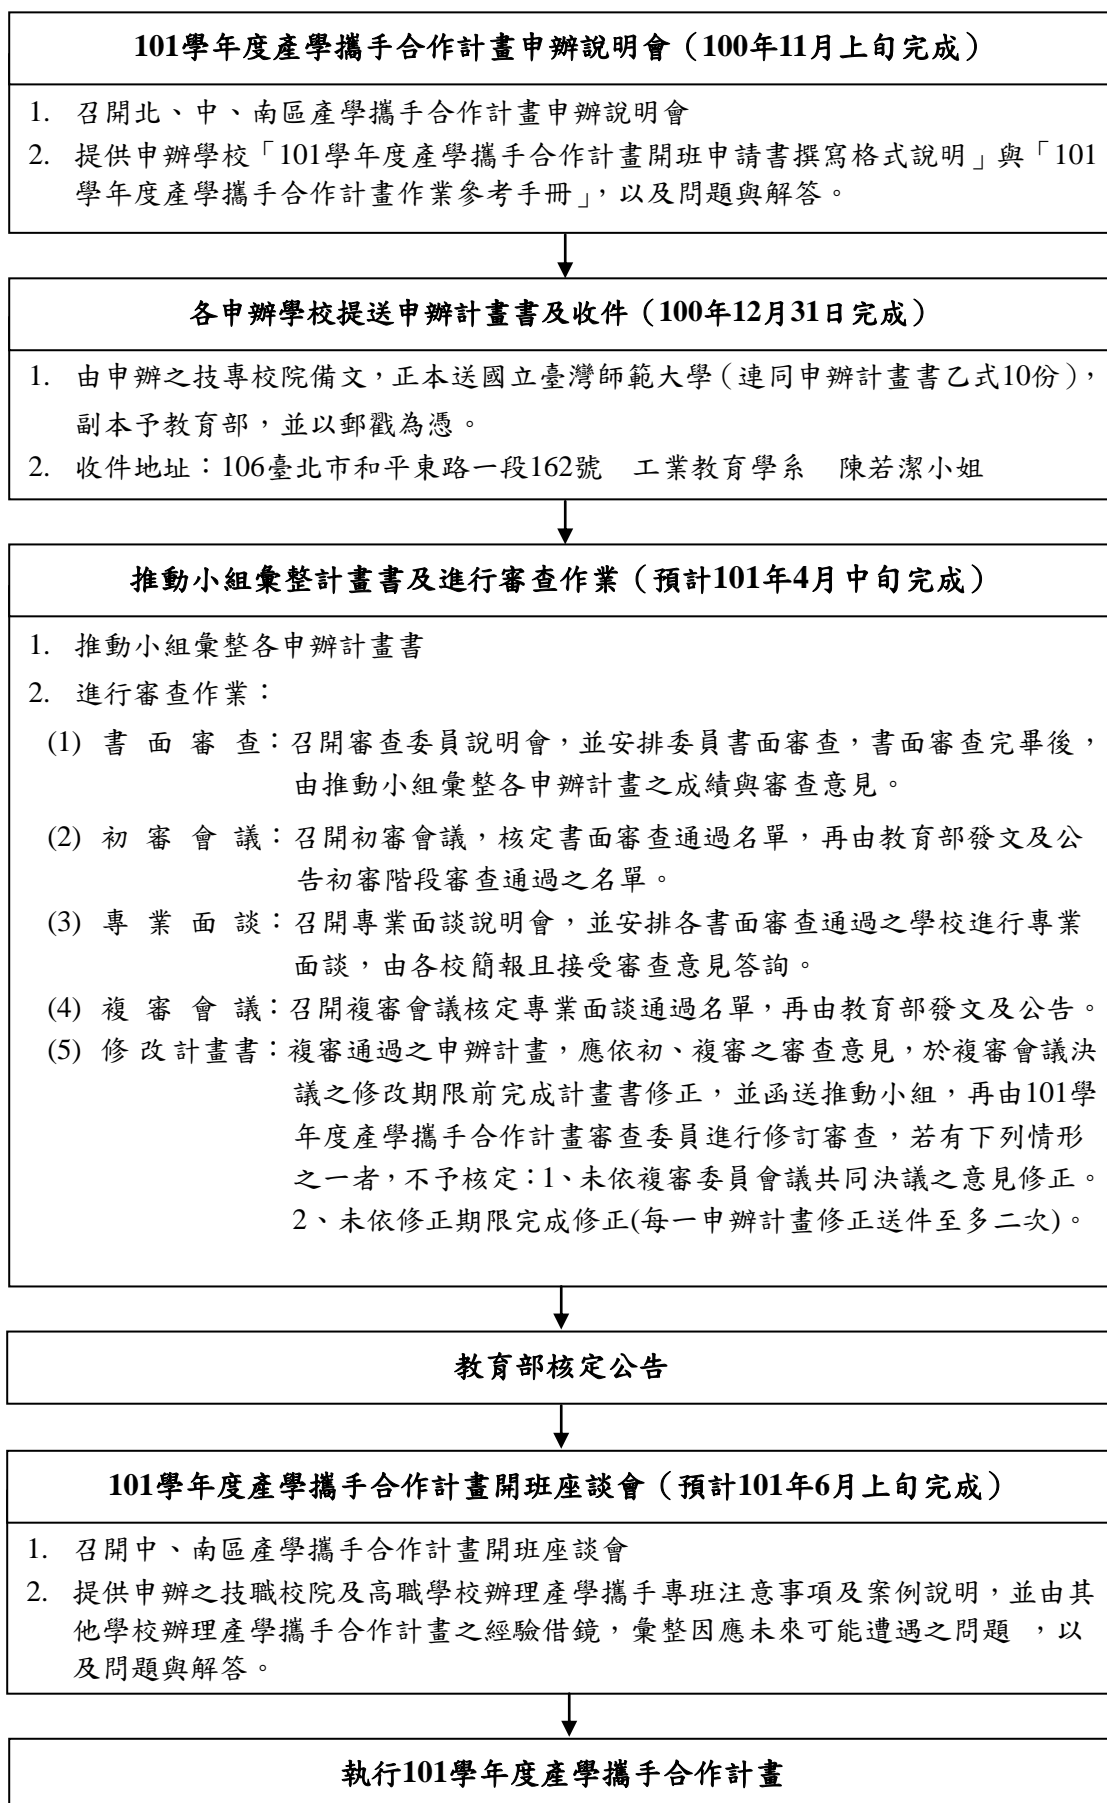 101學年度產學攜手合作計畫申辦說明會（100年11月上旬完成）
1. 召開北、中、南區產學攜手合作計畫申辦說明會
2. 提供申辦學校「101學年度產學攜手合作計畫開班申請書撰寫格式說明」與「101
學年度產學攜手合作計畫作業參考手冊」，以及問題與解答。
各申辦學校提送申辦計畫書及收件（100年12月31日完成）
1. 由申辦之技專校院備文，正本送國立臺灣師範大學（連同申辦計畫書乙式10份），
副本予教育部，並以郵戳為憑。
2. 收件地址：106臺北市和平東路一段162號　工業教育學系　陳若潔小姐
推動小組彙整計畫書及進行審查作業（預計101年4月中旬完成）
1. 推動小組彙整各申辦計畫書
2. 進行審查作業：
(1) 書 面 審 查：召開審查委員說明會，並安排委員書面審查，書面審查完畢後，
由推動小組彙整各申辦計畫之成績與審查意見。
(2) 初 審 會 議：召開初審會議，核定書面審查通過名單，再由教育部發文及公
告初審階段審查通過之名單。
(3) 專 業 面 談：召開專業面談說明會，並安排各書面審查通過之學校進行專業
面談，由各校簡報且接受審查意見答詢。
(4) 複 審 會 議：召開複審會議核定專業面談通過名單，再由教育部發文及公告。
(5) 修 改 計 畫 書：複審通過之申辦計畫，應依初、複審之審查意見，於複審會議決
議之修改期限前完成計畫書修正，並函送推動小組，再由101學
年度產學攜手合作計畫審查委員進行修訂審查，若有下列情形
之一者，不予核定：1、未依複審委員會議共同決議之意見修正。
2、未依修正期限完成修正(每一申辦計畫修正送件至多二次)。
教育部核定公告
101學年度產學攜手合作計畫開班座談會（預計101年6月上旬完成）
1. 召開中、南區產學攜手合作計畫開班座談會
2. 提供申辦之技職校院及高職學校辦理產學攜手專班注意事項及案例說明，並由其
他學校辦理產學攜手合作計畫之經驗借鏡，彙整因應未來可能遭遇之問題 ，以
及問題與解答。
執行101學年度產學攜手合作計畫